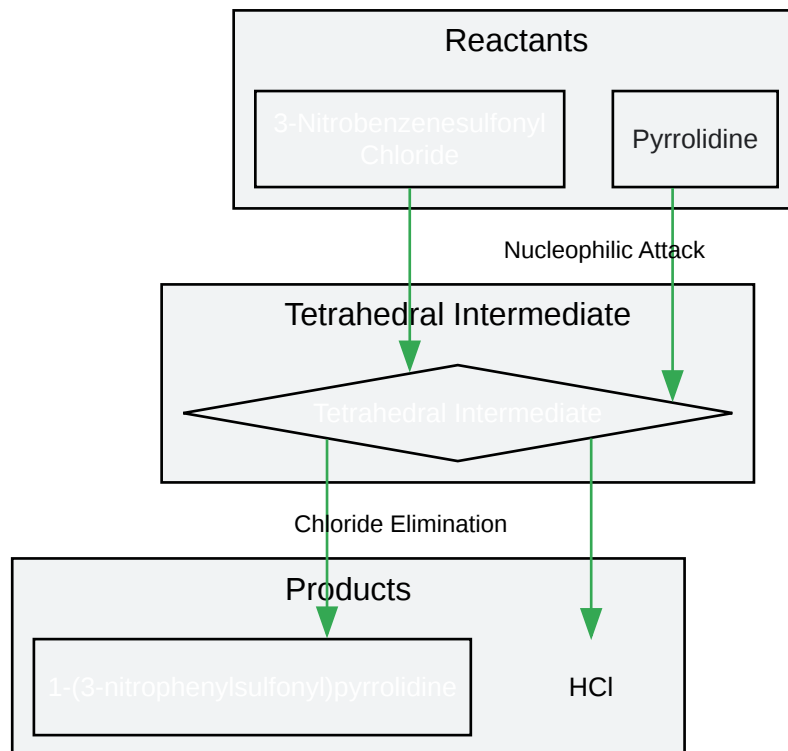 Reactants
3-Nitrobenzenesulfonyl
Chloride
Pyrrolidine
Nucleophilic Attack
Tetrahedral Intermediate
Tetrahedral Intermediate
Chloride Elimination
Products
1-(3-nitrophenylsulfonyl)pyrrolidine
HCl